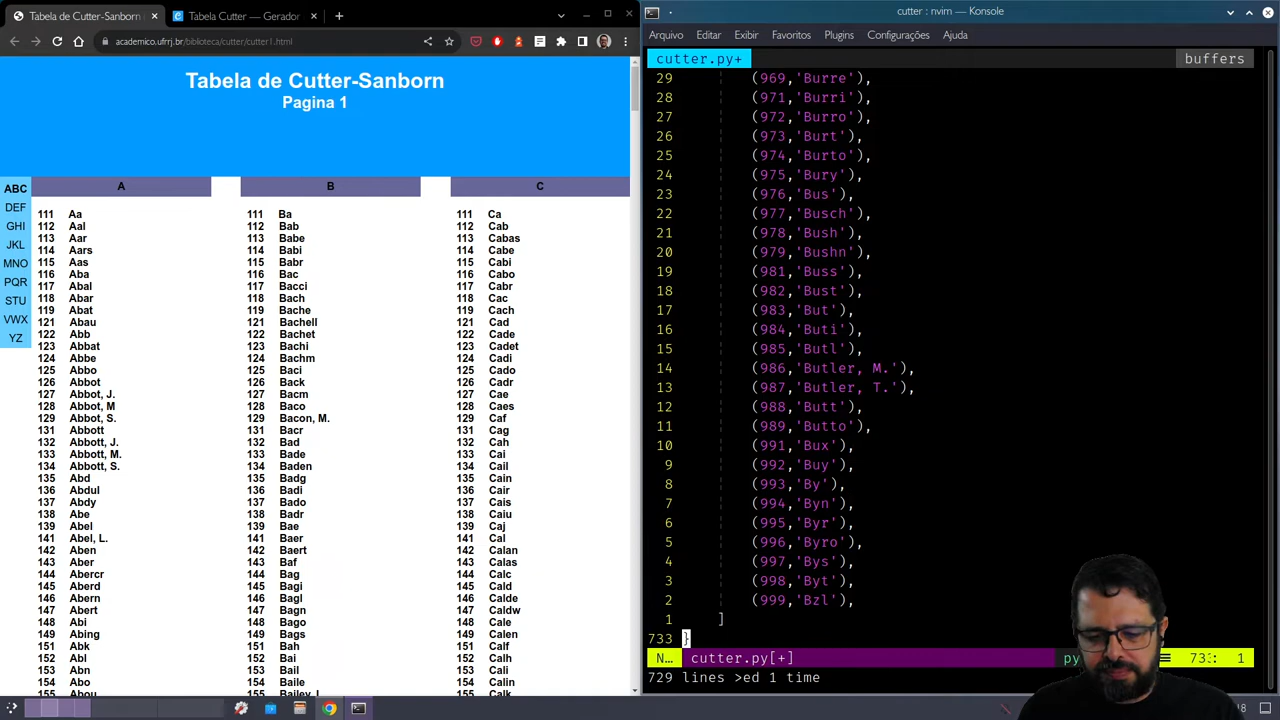 Tabela de Cutter-Sanborn
Tabela Cutter — Gerador
academico.ufrrj.br/biblioteca/cutter/cutter1.html
Tabela de Cutter-Sanborn
Pagina 1
ABC
DEF
GHI
JKL
MNO
PQR
STU
VWX
YZ
A B C
111 Aa 111 Ba 111 Ca
112 Aal 112 Bab 112 Cab
113 Aar 113 Babe 113 Cabas
114 Aars 114 Babi 114 Cabe
115 Aas 115 Babr 115 Cabi
116 Aba 116 Bac 116 Cabo
117 Abal 117 Bacci 117 Cabr
118 Abar 118 Bach 118 Cac
119 Abat 119 Bache 119 Cach
121 Abau 121 Bachell 121 Cad
122 Abb 122 Bachet 122 Cade
123 Abbat 123 Bachi 123 Cadet
124 Abbe 124 Bachm 124 Cadi
125 Abbo 125 Baci 125 Cado
126 Abbot 126 Back 126 Cadr
127 Abbot, J. 127 Bacm 127 Cae
128 Abbot, M 128 Baco 128 Caes
129 Abbot, S. 129 Bacon, M. 129 Caf
131 Abbott 131 Bacr 131 Cag
132 Abbott, J. 132 Bad 132 Cah
133 Abbott, M. 133 Bade 133 Cai
134 Abbott, S. 134 Baden 134 Cail
135 Abd 135 Badg 135 Cain
136 Abdul 136 Badi 136 Cair
137 Abdy 137 Bado 137 Cais
138 Abe 138 Badr 138 Caiu
139 Abel 139 Bae 139 Caj
141 Abel, L. 141 Baer 141 Cal
142 Aben 142 Baert 142 Calan
143 Aber 143 Baf 143 Calas
144 Abercr 144 Bag 144 Calc
145 Aberd 145 Bagi 145 Cald
146 Abern 146 Bagl 146 Calde
147 Abert 147 Bagn 147 Caldw
148 Abi 148 Bago 148 Cale
149 Abing 149 Bags 149 Calen
151 Abk 151 Bah 151 Calf
152 Abl 152 Bai 152 Calh
153 Abn 153 Bail 153 Cali
154 Abo 154 Baile 154 Calin
155 Abou 155 Bailey, J. 155 Calk
cutter : nvim — Konsole
Arquivo Editar Exibir Favoritos Plugins Configurações Ajuda
cutter.py+ buffers
29 (969,'Burre'),
28 (971,'Burri'),
27 (972,'Burro'),
26 (973,'Burt'),
25 (974,'Burto'),
24 (975,'Bury'),
23 (976,'Bus'),
22 (977,'Busch'),
21 (978,'Bush'),
20 (979,'Bushn'),
19 (981,'Buss'),
18 (982,'Bust'),
17 (983,'But'),
16 (984,'Buti'),
15 (985,'Butl'),
14 (986,'Butler, M.'),
13 (987,'Butler, T.'),
12 (988,'Butt'),
11 (989,'Butto'),
10 (991,'Bux'),
9 (992,'Buy'),
8 (993,'By'),
7 (994,'Byn'),
6 (995,'Byr'),
5 (996,'Byro'),
4 (997,'Bys'),
3 (998,'Byt'),
2 (999,'Bzl'),
1 ]
733 }
N… cutter.py[+] py 733: 1
729 lines >ed 1 time